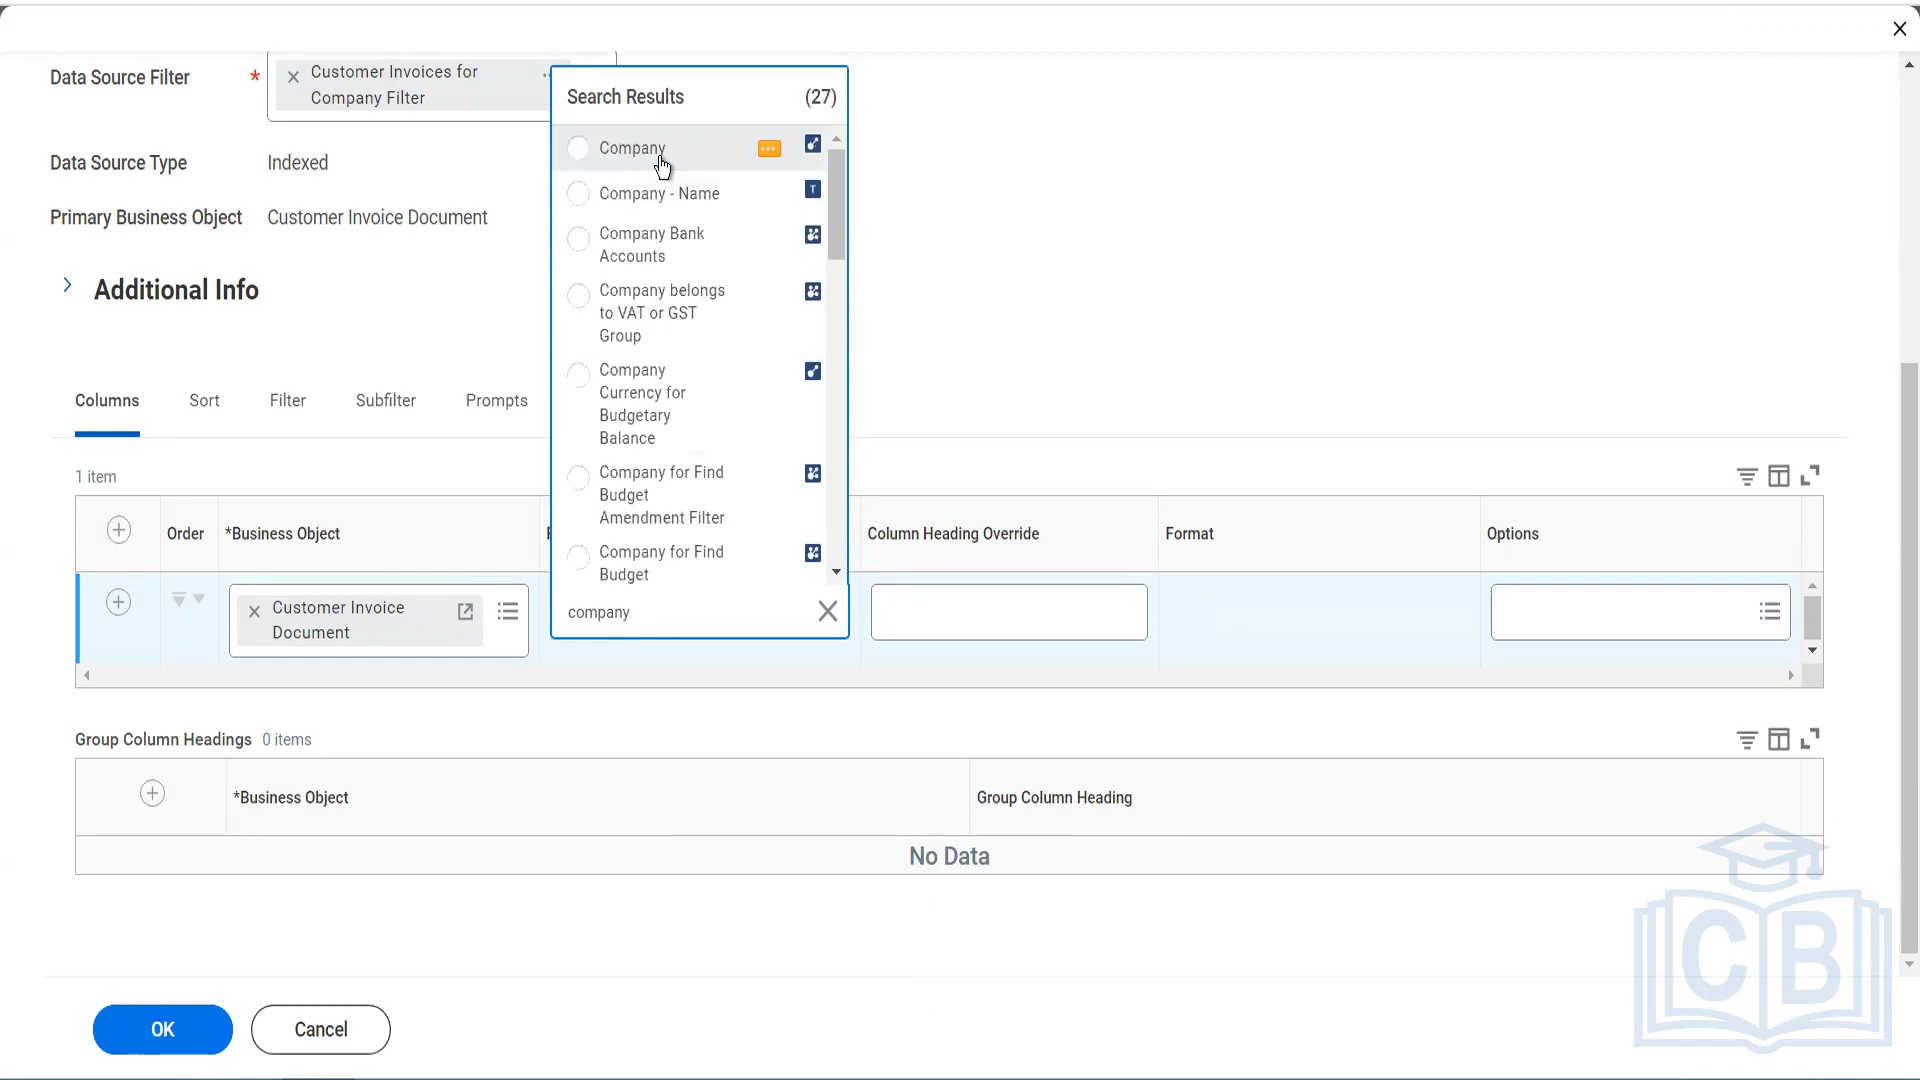 Data Source Filter
*
Customer Invoices for
Company Filter
Data Source Type
Indexed
Primary Business Object
Customer Invoice Document
Additional Info
Search Results
(27)
Company
Company - Name
T
Company Bank
Accounts
Company belongs
to VAT or GST
Group
Company
Currency for
Budgetary
Balance
Company for Find
Budget
Amendment Filter
Company for Find
Budget
company
Columns
Sort
Filter
Subfilter
Prompts
1 item
Order
*Business Object
Column Heading Override
Format
Options
Customer Invoice
Document
Group Column Headings 0 items
*Business Object
Group Column Heading
No Data
CB
OK
Cancel